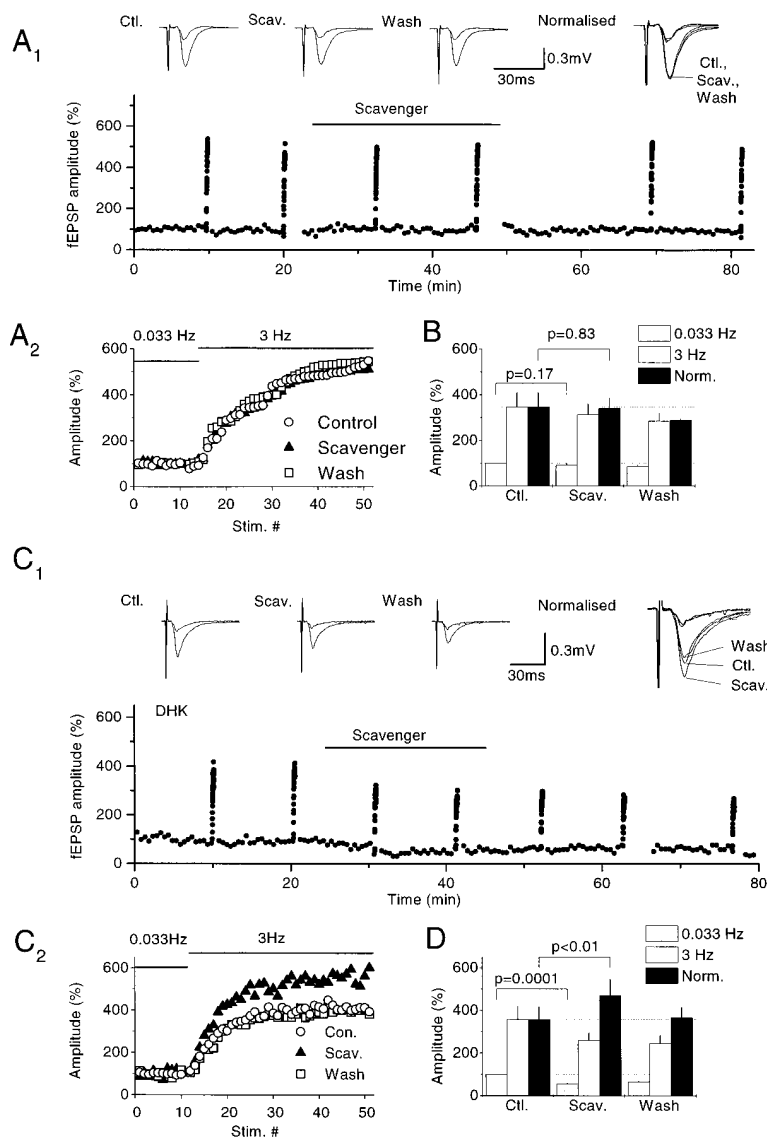 A1
Ctl. Scav. Wash Normalised
0.3mV
30ms
Ctl.,
Scav.,
Wash
Scavenger
fEPSP amplitude (%)
600
400
200
0
0 20 40 60 80
Time (min)
A2
0.033 Hz 3 Hz
Amplitude (%)
600
400
200
0
Control
Scavenger
Wash
0 10 20 30 40 50
Stim. #
B
0.033 Hz
3 Hz
Norm.
p=0.83
p=0.17
Amplitude (%)
600
400
200
0
Ctl. Scav. Wash
C1
Ctl. Scav. Wash Normalised
0.3mV
30ms
Wash
Ctl.
Scav.
DHK
Scavenger
fEPSP amplitude (%)
600
400
200
0
0 20 40 60 80
Time (min)
C2
0.033Hz 3Hz
Amplitude (%)
600
400
200
0
Con.
Scav.
Wash
0 10 20 30 40 50
Stim. #
D
0.033 Hz
3 Hz
Norm.
p<0.01
p=0.0001
Amplitude (%)
600
400
200
0
Ctl. Scav. Wash